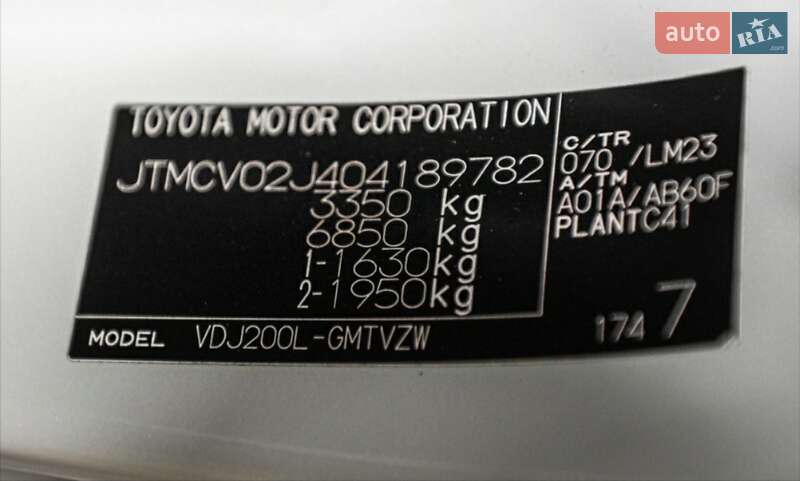 auto RIA.com
TOYOTA MOTOR CORPORATION
JTMCV02J404189782
3350 kg
6850 kg
1-1630kg
2-1950kg
C/TR
070 /LM23
A/TM
A01A/AB60F
PLANTC41
174 7
MODEL VDJ200L-GMTVZW